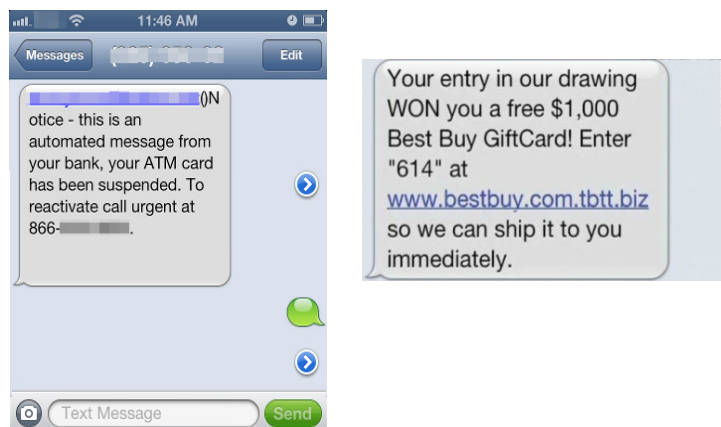 11:46 AM
Messages
Edit
()N
otice - this is an
automated message from
your bank, your ATM card
has been suspended. To
reactivate call urgent at
866-
Text Message
Send
Your entry in our drawing
WON you a free $1,000
Best Buy GiftCard! Enter
"614" at
www.bestbuy.com.tbtt.biz
so we can ship it to you
immediately.